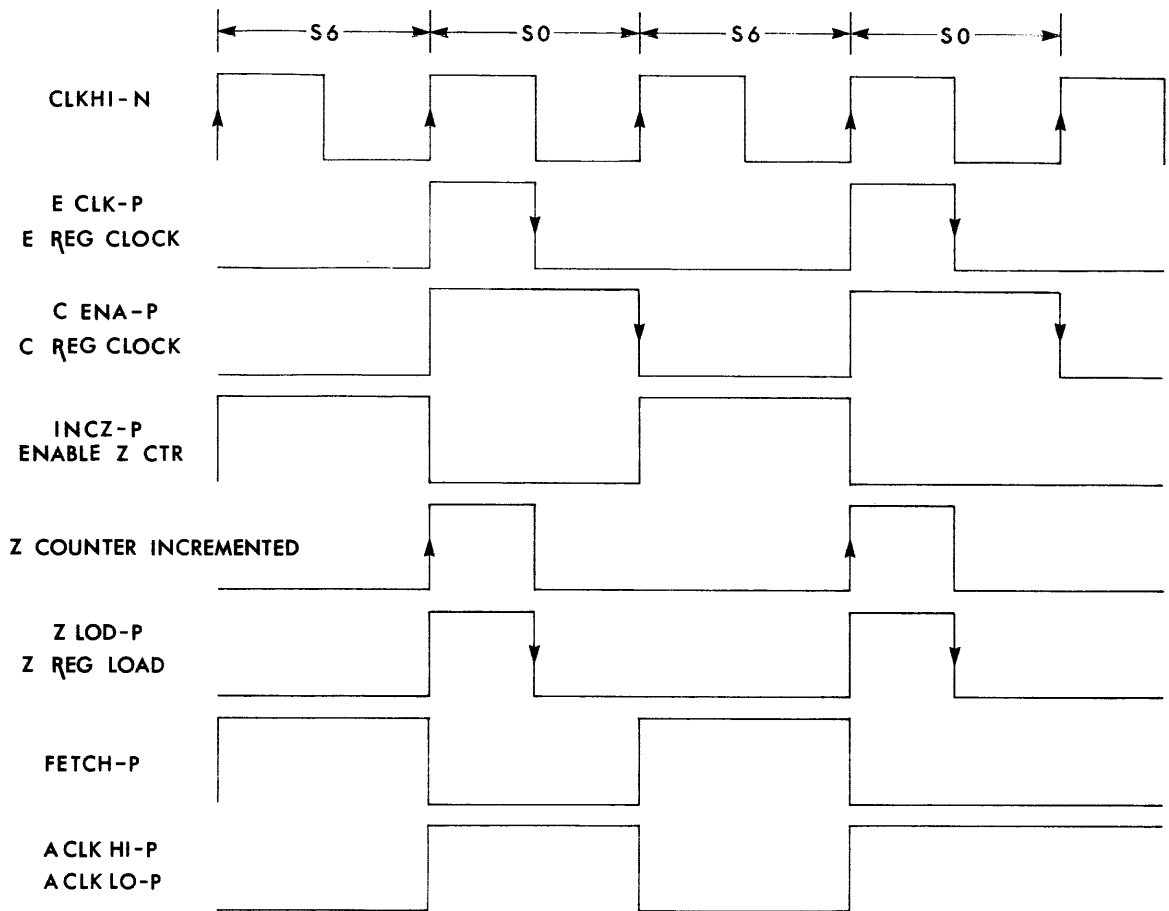 S6 S0 S6 S0
CLKHI-N
E CLK-P
E REG CLOCK
C ENA-P
C REG CLOCK
INCZ-P
ENABLE Z CTR
Z COUNTER INCREMENTED
Z LOD-P
Z REG LOAD
FETCH-P
A CLK HI-P
A CLK LO-P